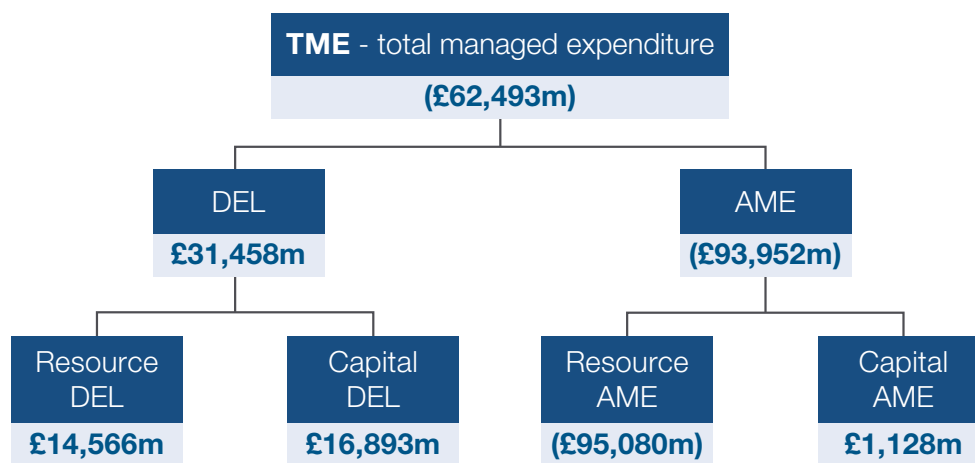 TME - total managed expenditure
(£62,493m)
DEL
£31,458m
AME
(£93,952m)
Resource
DEL
£14,566m
Capital
DEL
£16,893m
Resource
AME
(£95,080m)
Capital
AME
£1,128m